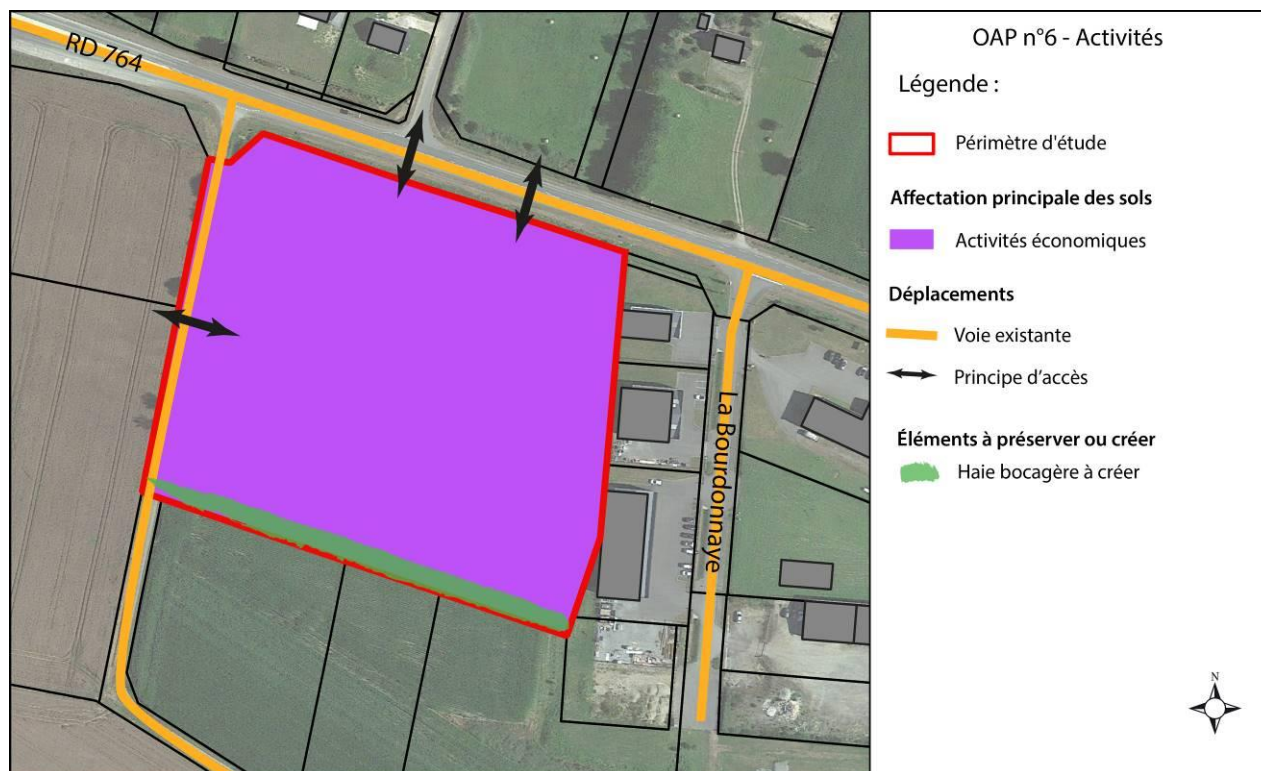 RD 764
La Bourdonnaye
OAP n°6 - Activités
Légende :
Périmètre d'étude
Affectation principale des sols
Activités économiques
Déplacements
Voie existante
Principe d'accès
Éléments à préserver ou créer
Haie bocagère à créer
N